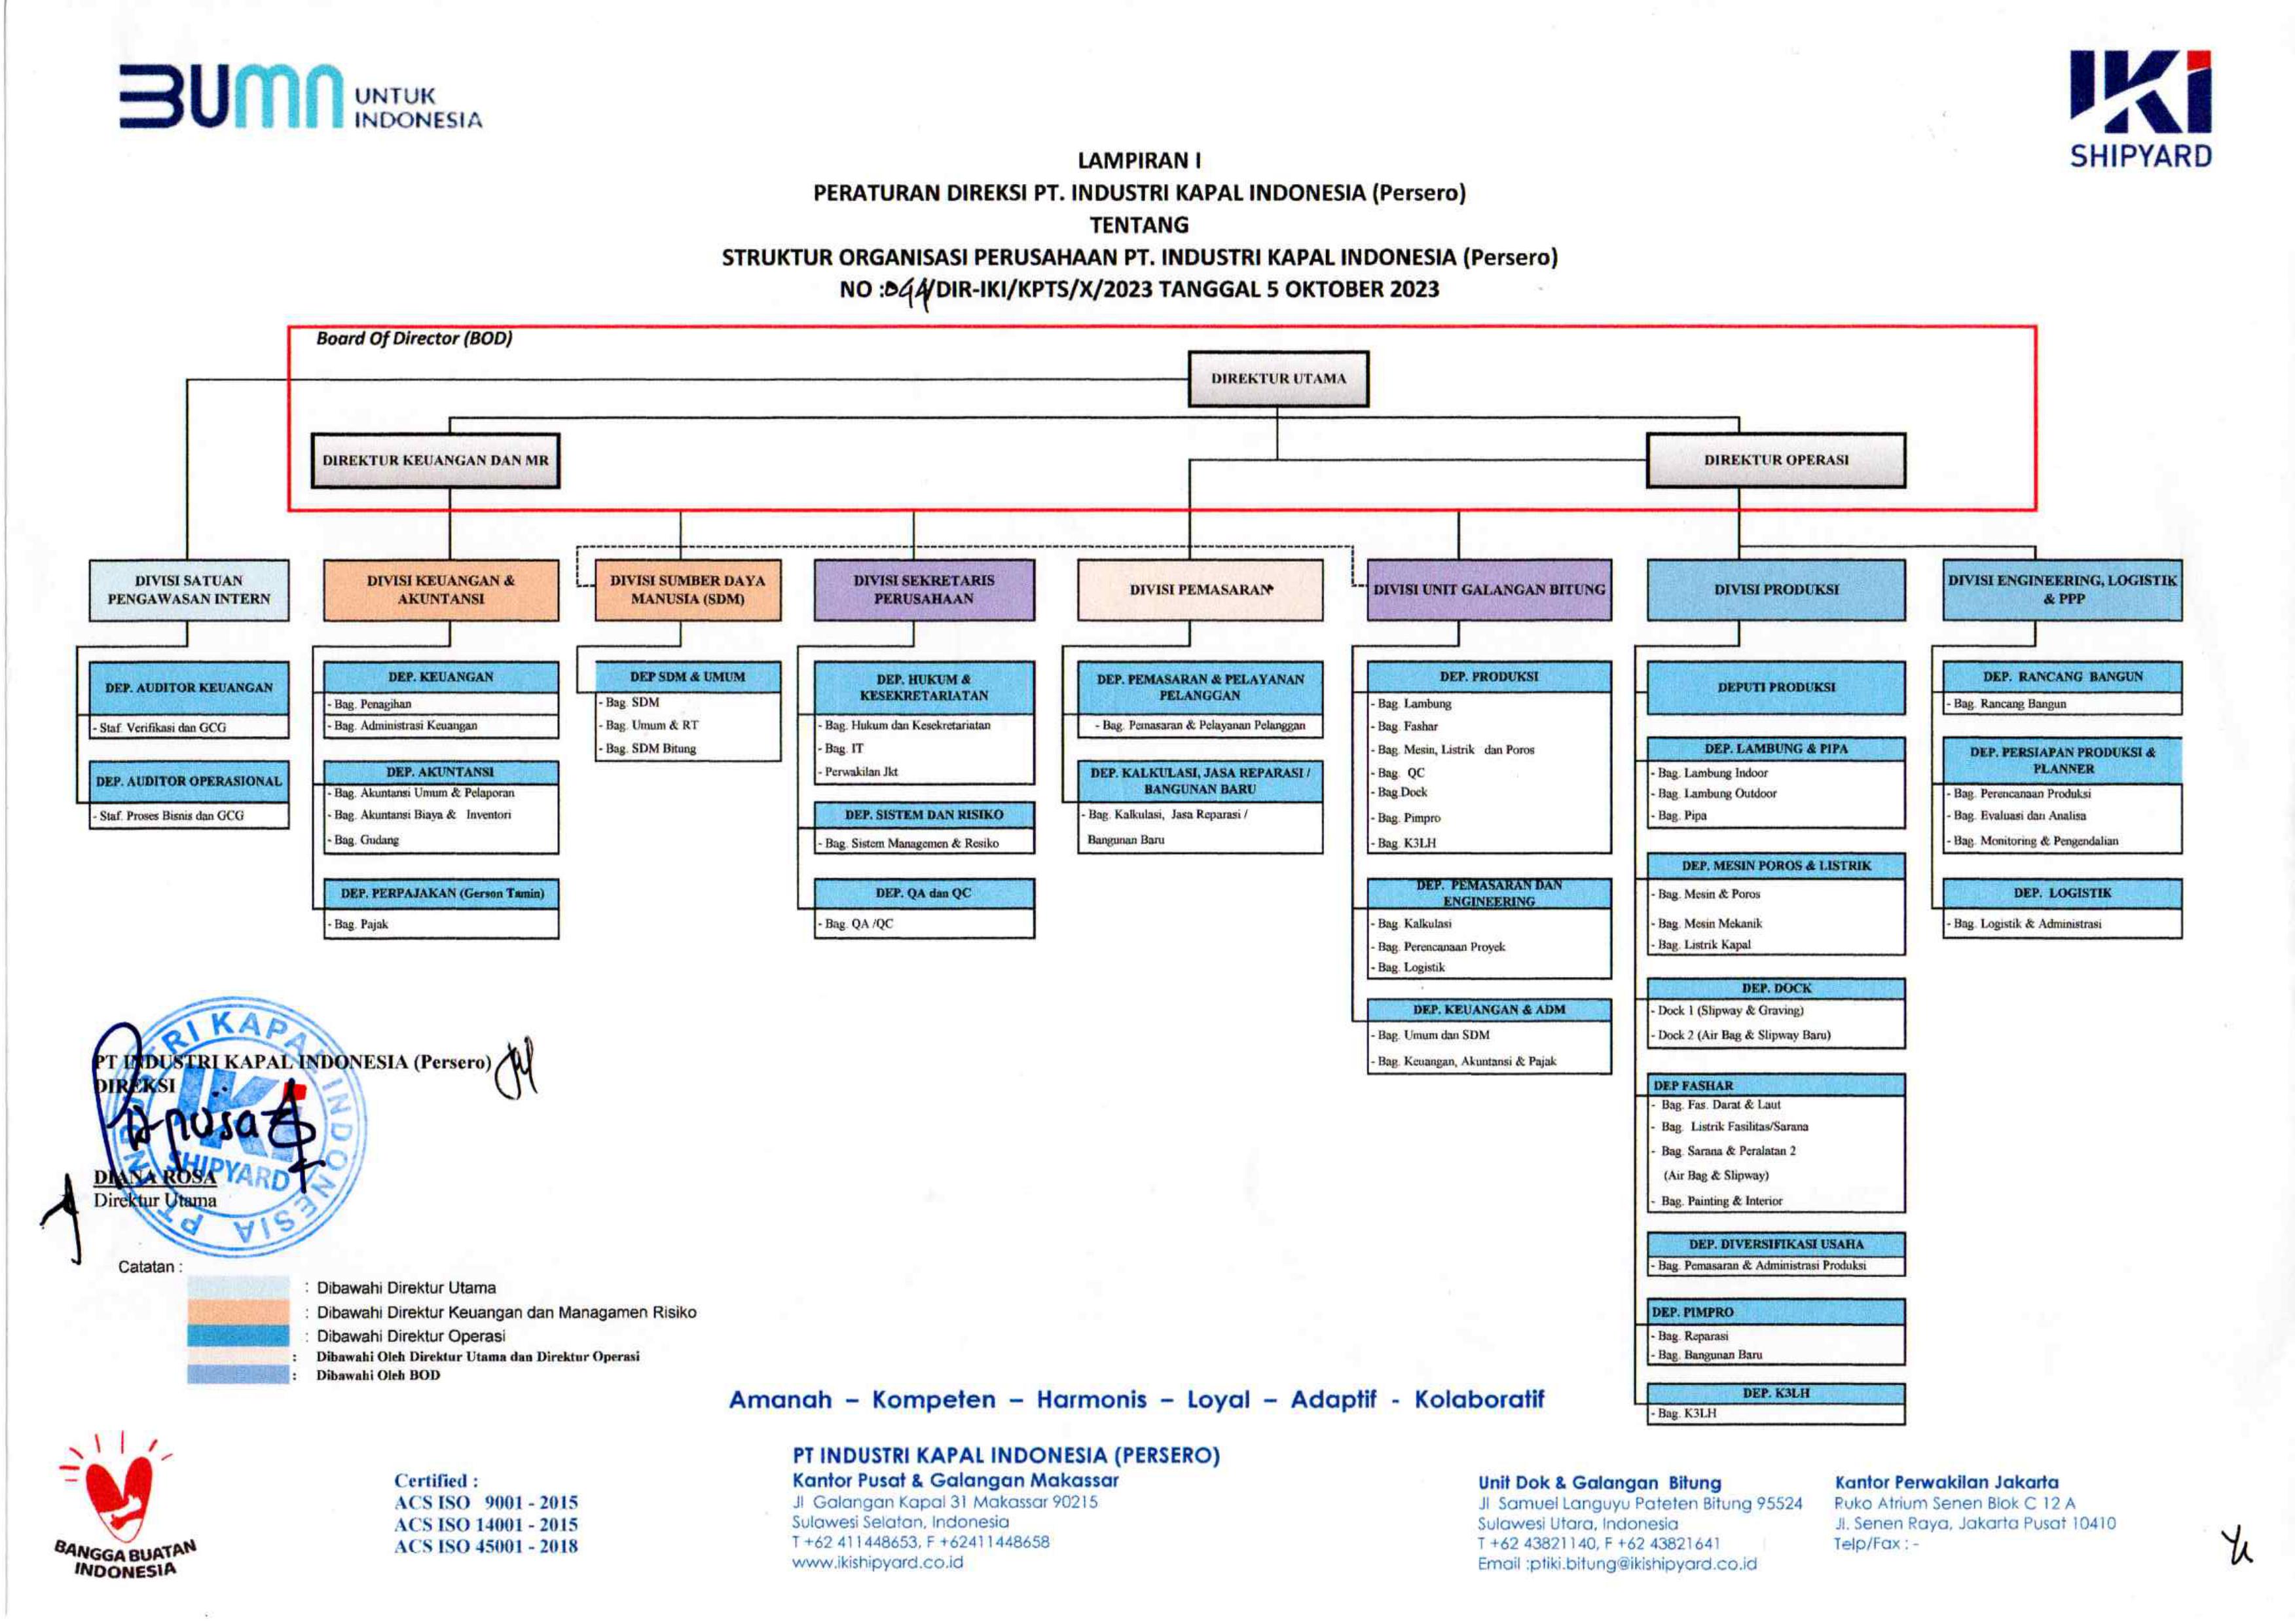 BUMN UNTUK
INDONESIA
IKI
SHIPYARD
LAMPIRAN I
PERATURAN DIREKSI PT. INDUSTRI KAPAL INDONESIA (Persero)
TENTANG
STRUKTUR ORGANISASI PERUSAHAAN PT. INDUSTRI KAPAL INDONESIA (Persero)
NO :044/DIR-IKI/KPTS/X/2023 TANGGAL 5 OKTOBER 2023
Board Of Director (BOD)
DIREKTUR UTAMA
DIREKTUR KEUANGAN DAN MR
DIREKTUR OPERASI
DIVISI SATUAN
PENGAWASAN INTERN
DEP. AUDITOR KEUANGAN
- Staf. Verifikasi dan GCG
DEP. AUDITOR OPERASIONAL
- Staf. Proses Bisnis dan GCG
DIVISI KEUANGAN &
AKUNTANSI
DEP. KEUANGAN
- Bag. Penagihan
- Bag. Administrasi Keuangan
DEP. AKUNTANSI
- Bag. Akuntansi Umum & Pelaporan
- Bag. Akuntansi Biaya & Inventori
- Bag. Gudang
DEP. PERPAJAKAN (Gerson Tamin)
- Bag. Pajak
DIVISI SUMBER DAYA
MANUSIA (SDM)
DEP SDM & UMUM
- Bag. SDM
- Bag. Umum & RT
- Bag. SDM Bitung
DIVISI SEKRETARIS
PERUSAHAAN
DEP. HUKUM &
KESEKRETARIATAN
- Bag. Hukum dan Kesekretariatan
- Bag. IT
- Perwakilan Jkt
DEP. SISTEM DAN RISIKO
- Bag. Sistem Managemen & Resiko
DEP. QA dan QC
- Bag. QA /QC
DIVISI PEMASARAN
DEP. PEMASARAN & PELAYANAN
PELANGGAN
- Bag. Pemasaran & Pelayanan Pelanggan
DEP. KALKULASI, JASA REPARASI /
BANGUNAN BARU
- Bag. Kalkulasi, Jasa Reparasi /
Bangunan Baru
DIVISI UNIT GALANGAN BITUNG
DEP. PRODUKSI
- Bag. Lambung
- Bag. Fashar
- Bag. Mesin, Listrik dan Poros
- Bag. QC
- Bag.Dock
- Bag. Pimpro
- Bag. K3LH
DEP. PEMASARAN DAN
ENGINEERING
- Bag. Kalkulasi
- Bag. Perencanaan Proyek
- Bag. Logistik
DEP. KEUANGAN & ADM
- Bag. Umum dan SDM
- Bag. Keuangan, Akuntansi & Pajak
DIVISI PRODUKSI
DEPUTI PRODUKSI
DEP. LAMBUNG & PIPA
- Bag. Lambung Indoor
- Bag. Lambung Outdoor
- Bag. Pipa
DEP. MESIN POROS & LISTRIK
- Bag. Mesin & Poros
- Bag. Mesin Mekanik
- Bag. Listrik Kapal
DEP. DOCK
- Dock 1 (Slipway & Graving)
- Dock 2 (Air Bag & Slipway Baru)
DEP FASHAR
- Bag. Fas. Darat & Laut
- Bag. Listrik Fasilitas/Sarana
- Bag. Sarana & Peralatan 2
(Air Bag & Slipway)
- Bag. Painting & Interior
DEP. DIVERSIFIKASI USAHA
- Bag. Pemasaran & Administrasi Produksi
DEP. PIMPRO
- Bag. Reparasi
- Bag. Bangunan Baru
DEP. K3LH
- Bag. K3LH
DIVISI ENGINEERING, LOGISTIK
& PPP
DEP. RANCANG BANGUN
- Bag. Rancang Bangun
DEP. PERSIAPAN PRODUKSI &
PLANNER
- Bag. Perencanaan Produksi
- Bag. Evaluasi dan Analisa
- Bag. Monitoring & Pengendalian
DEP. LOGISTIK
- Bag. Logistik & Administrasi
PT INDUSTRI KAPAL INDONESIA (Persero)
DIREKSI
PT INDUSTRI KAPAL INDONESIA
IKI
SHIPYARD
DIANA ROSA
Direktur Utama
Catatan :
: Dibawahi Direktur Utama
: Dibawahi Direktur Keuangan dan Managamen Risiko
: Dibawahi Direktur Operasi
: Dibawahi Oleh Direktur Utama dan Direktur Operasi
: Dibawahi Oleh BOD
Amanah – Kompeten – Harmonis – Loyal – Adaptif - Kolaboratif
BANGGA BUATAN
INDONESIA
Certified :
ACS ISO 9001 - 2015
ACS ISO 14001 - 2015
ACS ISO 45001 - 2018
PT INDUSTRI KAPAL INDONESIA (PERSERO)
Kantor Pusat & Galangan Makassar
Jl Galangan Kapal 31 Makassar 90215
Sulawesi Selatan, Indonesia
T +62 411448653, F +62411448658
www.ikishipyard.co.id
Unit Dok & Galangan Bitung
Jl Samuel Languyu Pateten Bitung 95524
Sulawesi Utara, Indonesia
T +62 43821140, F +62 43821641
Email :ptiki.bitung@ikishipyard.co.id
Kantor Perwakilan Jakarta
Ruko Atrium Senen Blok C 12 A
Jl. Senen Raya, Jakarta Pusat 10410
Telp/Fax : -